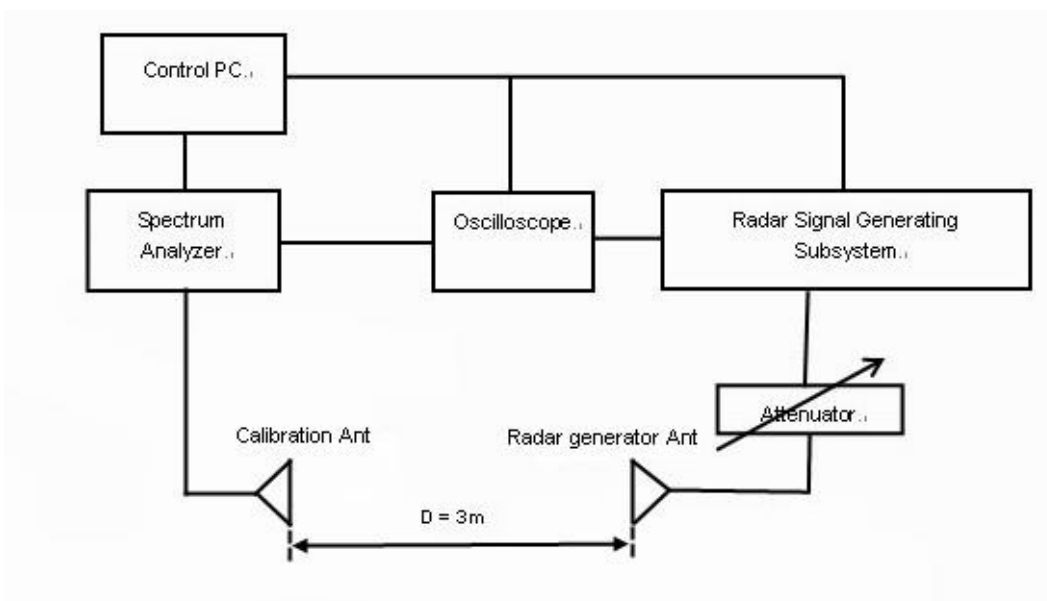 Control PC
Spectrum
Analyzer
Oscilloscope
Radar Signal Generating
Subsystem
Attenuator
Calibration Ant
Radar generator Ant
D = 3m